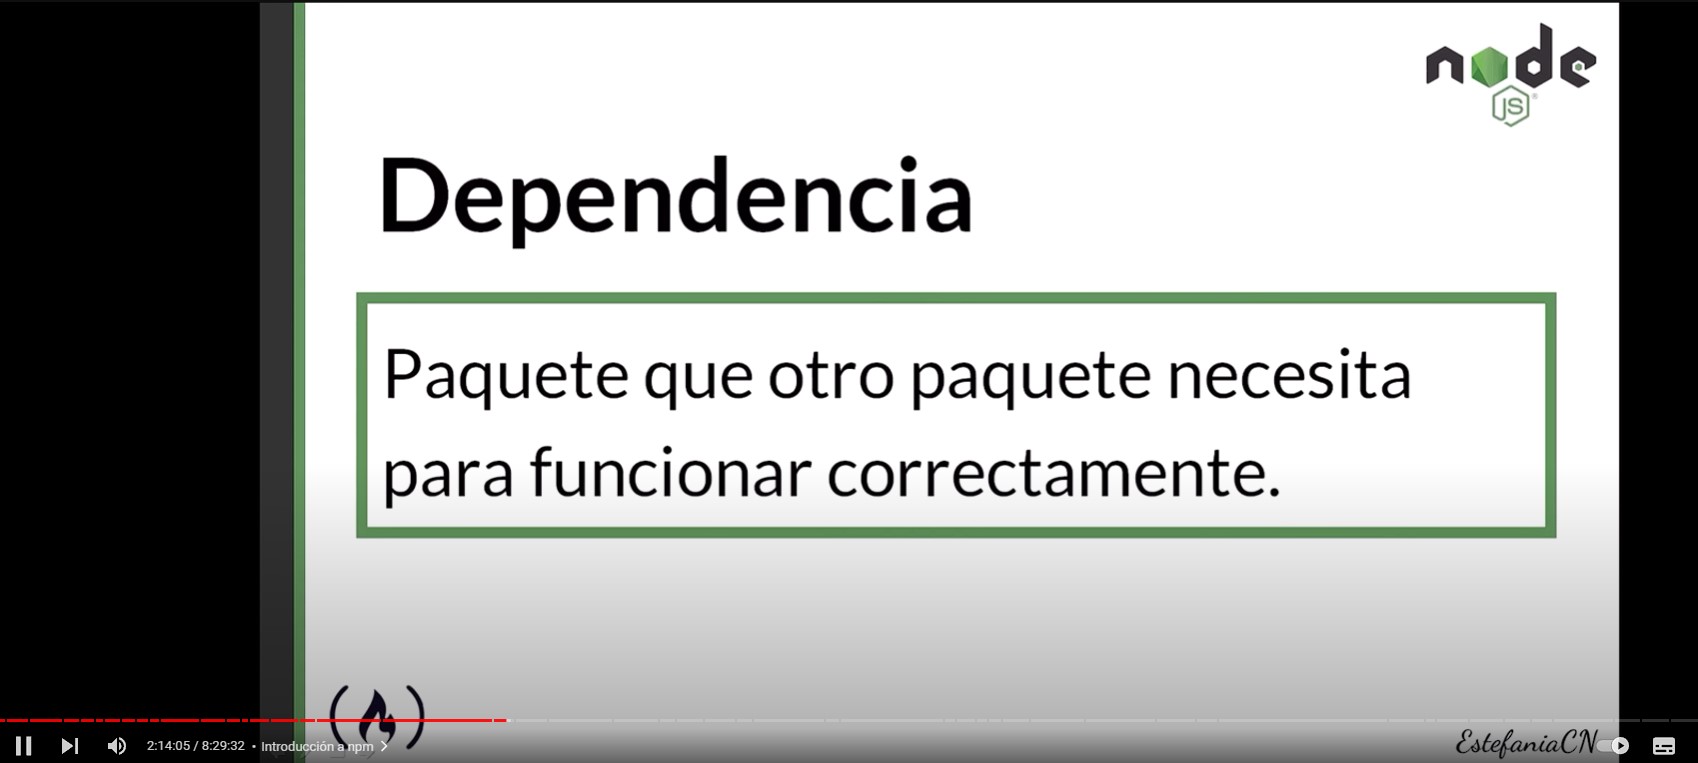 node
JS
Dependencia
Paquete que otro paquete necesita
para funcionar correctamente.
EstefaniaCN
2:14:05 / 8:29:32 • Introducción a npm